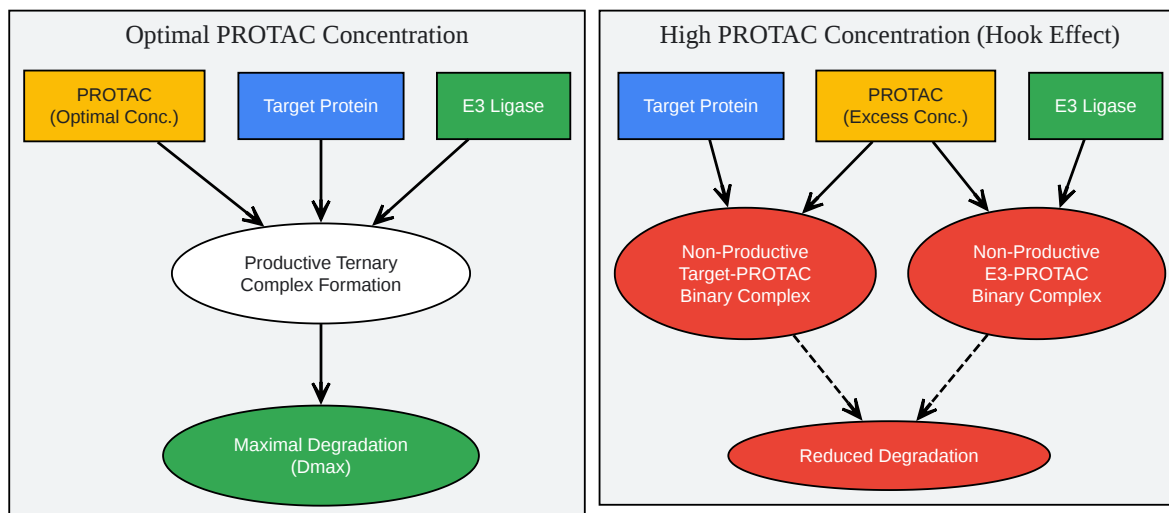 Optimal PROTAC Concentration
PROTAC
(Optimal Conc.)
Target Protein
E3 Ligase
Productive Ternary
Complex Formation
Maximal Degradation
(Dmax)
High PROTAC Concentration (Hook Effect)
Target Protein
PROTAC
(Excess Conc.)
E3 Ligase
Non-Productive
Target-PROTAC
Binary Complex
Non-Productive
E3-PROTAC
Binary Complex
Reduced Degradation